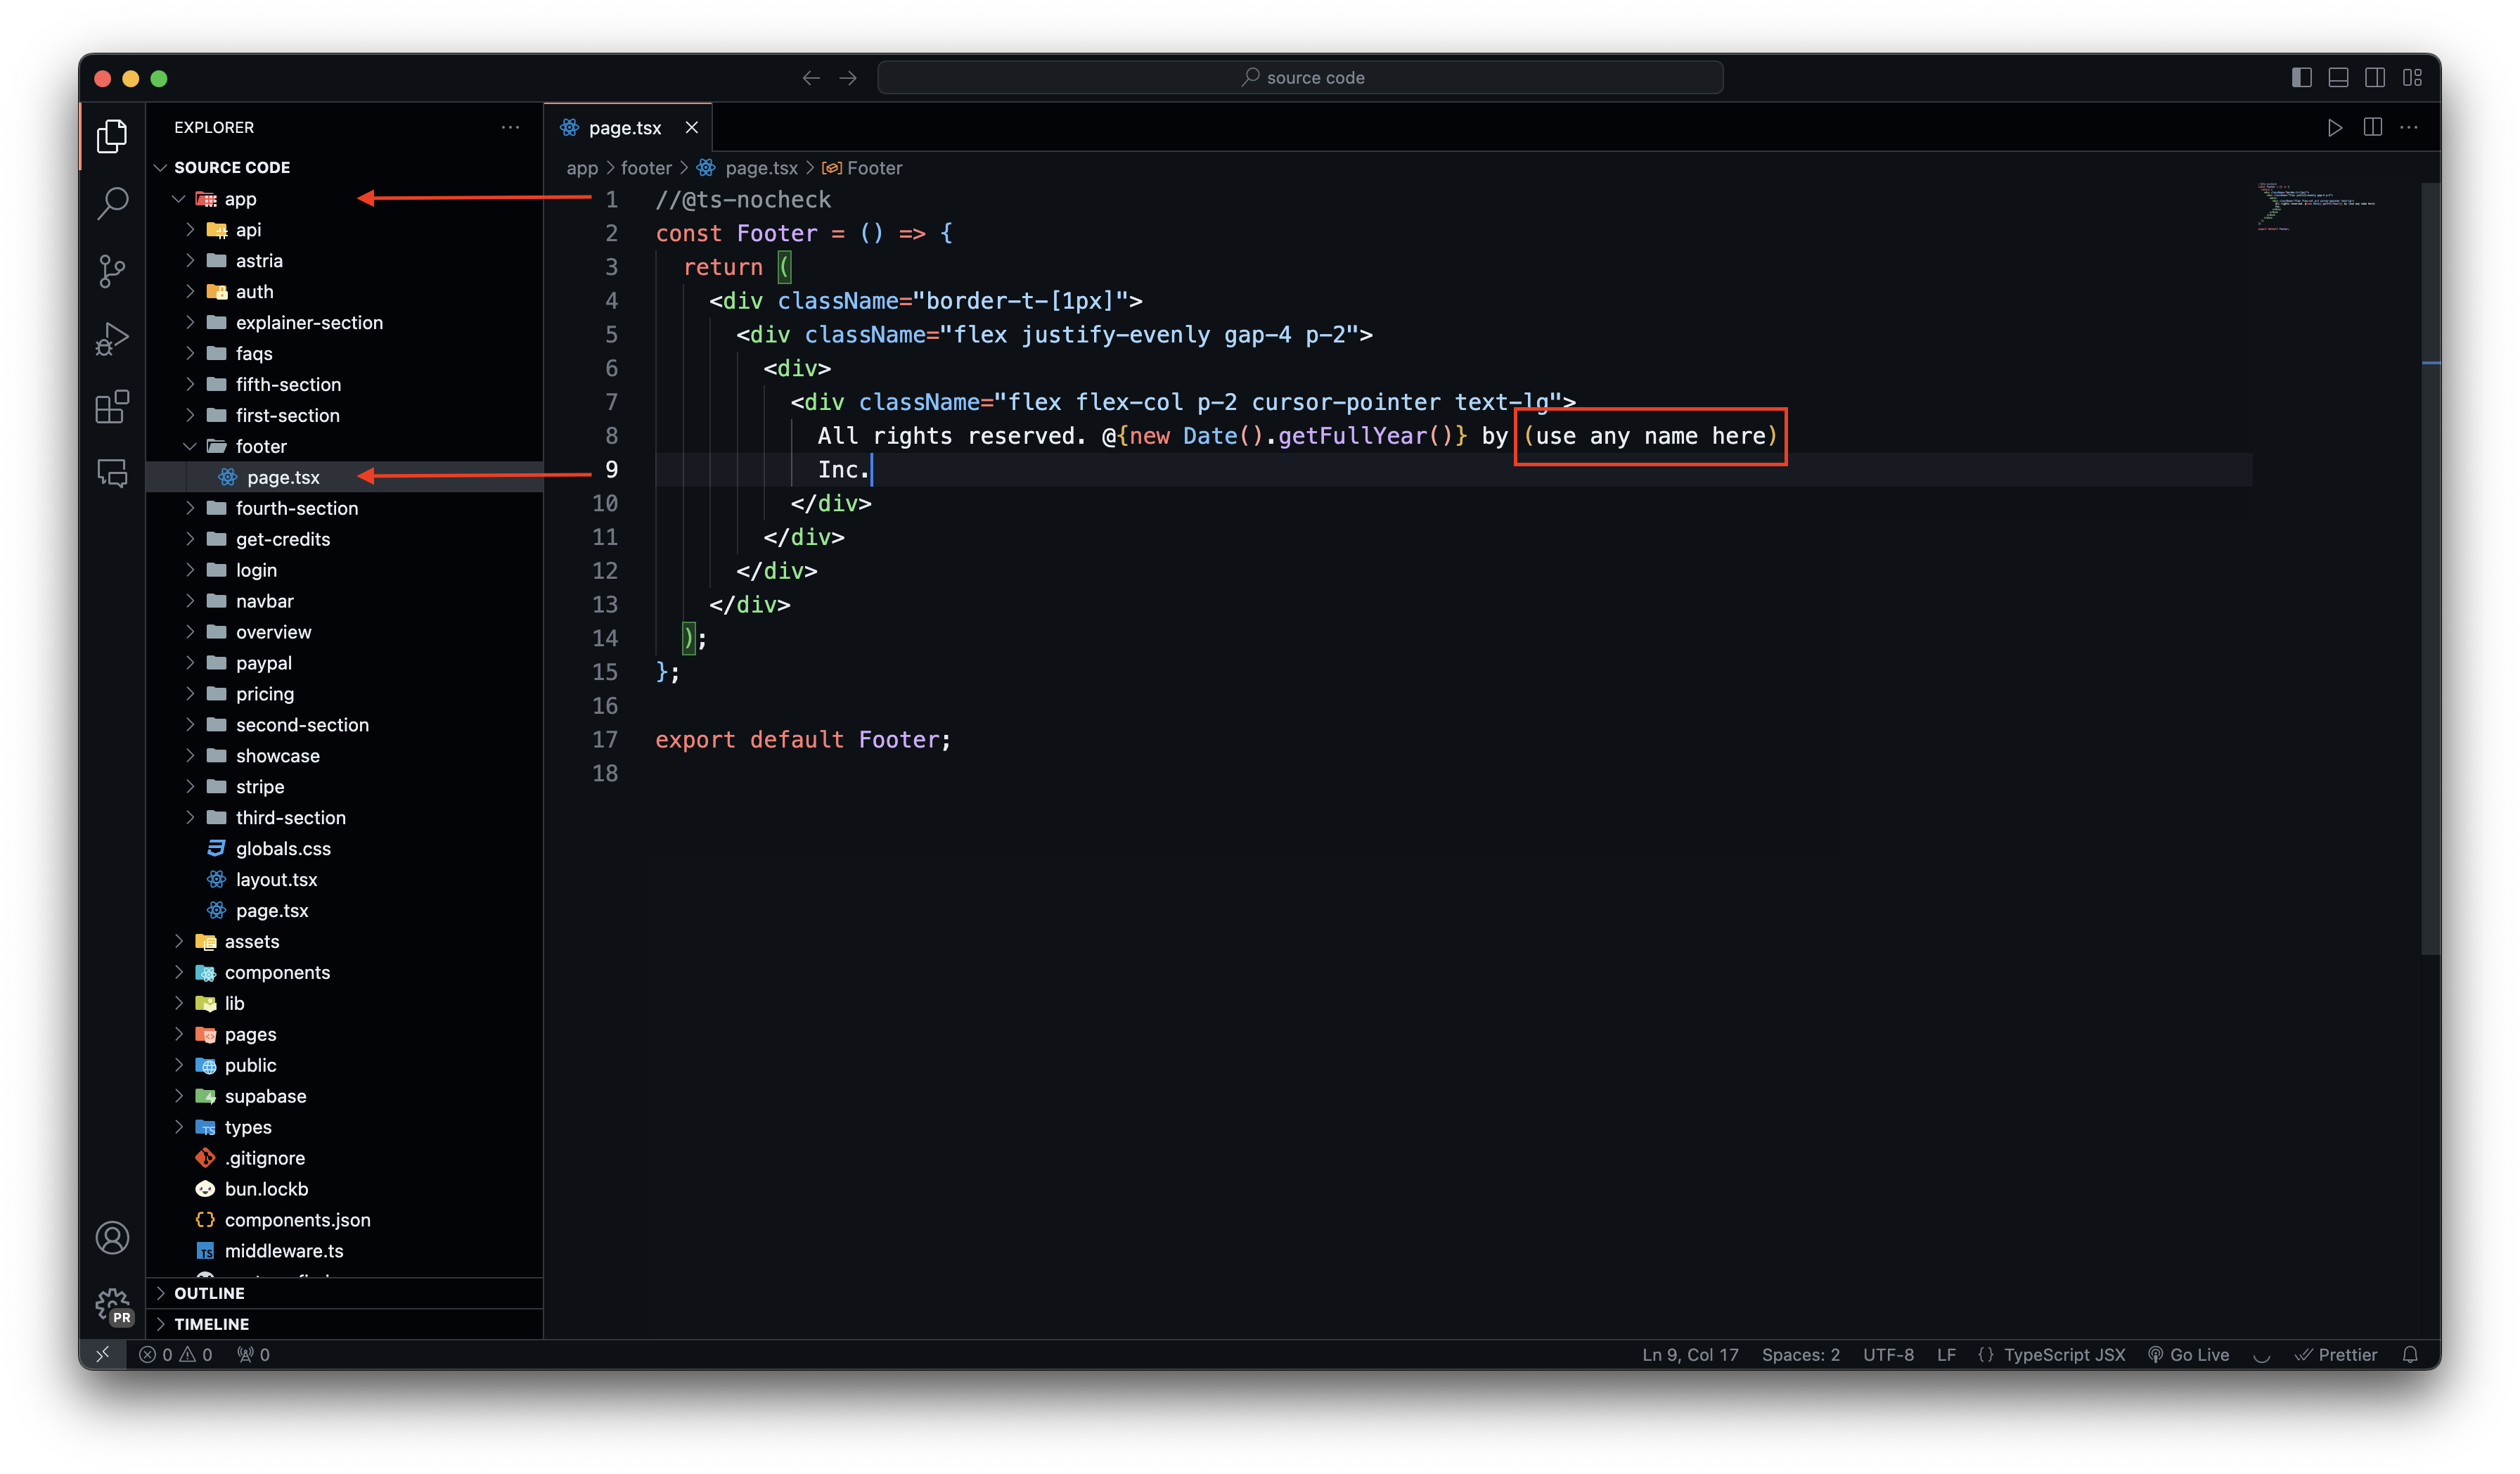 source code
EXPLORER
page.tsx
SOURCE CODE
app
api
astria
auth
explainer-section
faqs
fifth-section
first-section
footer
page.tsx
fourth-section
get-credits
login
navbar
overview
paypal
pricing
second-section
showcase
stripe
third-section
globals.css
layout.tsx
page.tsx
assets
components
lib
pages
public
supabase
types
.gitignore
bun.lockb
components.json
middleware.ts
OUTLINE
TIMELINE
PR
app > footer > page.tsx > Footer
1 //@ts-nocheck
2 const Footer = () => {
3 return (
4 <div className="border-t-[1px]">
5 <div className="flex justify-evenly gap-4 p-2">
6 <div>
7 <div className="flex flex-col p-2 cursor-pointer text-lg">
8 All rights reserved. @{new Date().getFullYear()} by (use any name here)
9 Inc.
10 </div>
11 </div>
12 </div>
13 </div>
14 );
15 };
16
17 export default Footer;
18
0 0 0
Ln 9, Col 17 Spaces: 2 UTF-8 LF {} TypeScript JSX Go Live Prettier